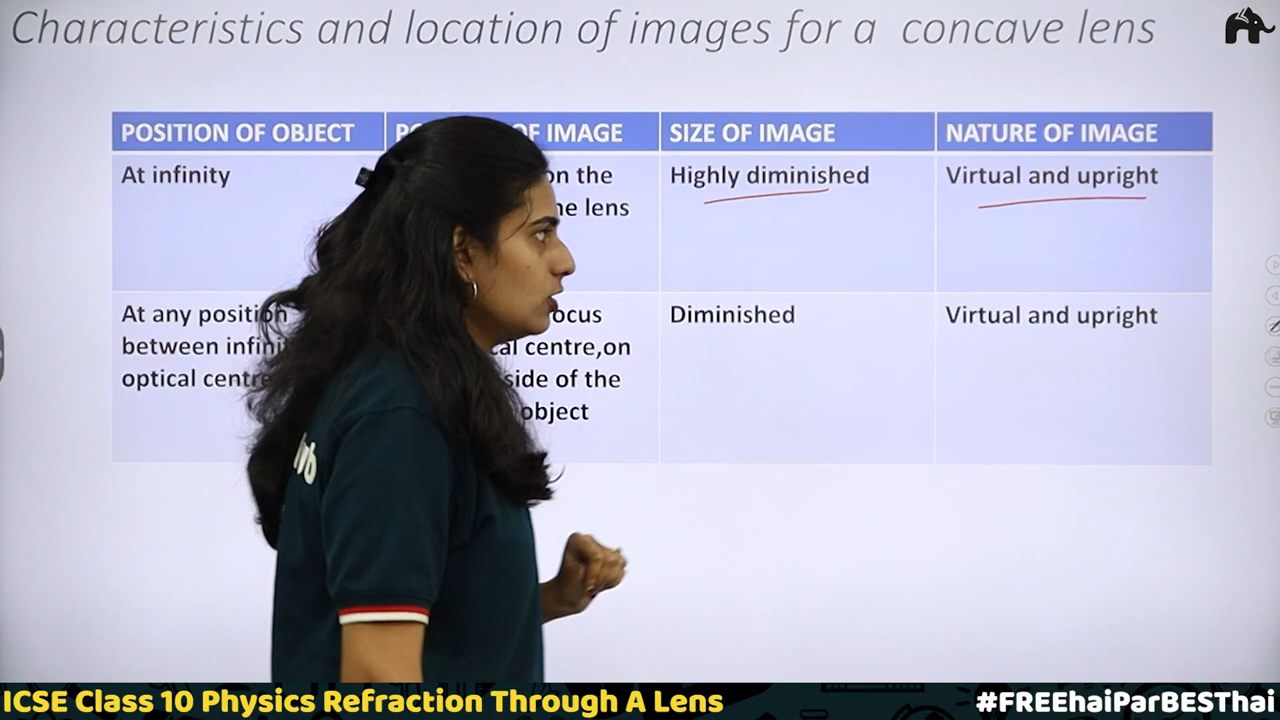 Characteristics and location of images for a concave lens
POSITION OF OBJECT
OF IMAGE
SIZE OF IMAGE
NATURE OF IMAGE
At infinity
on the
lens
Highly diminished
Virtual and upright
At any position
between
optical
centre,on
side of the
object
Diminished
Virtual and upright
ICSE Class 10 Physics Refraction Through A Lens
#FREEhaiParBESThai